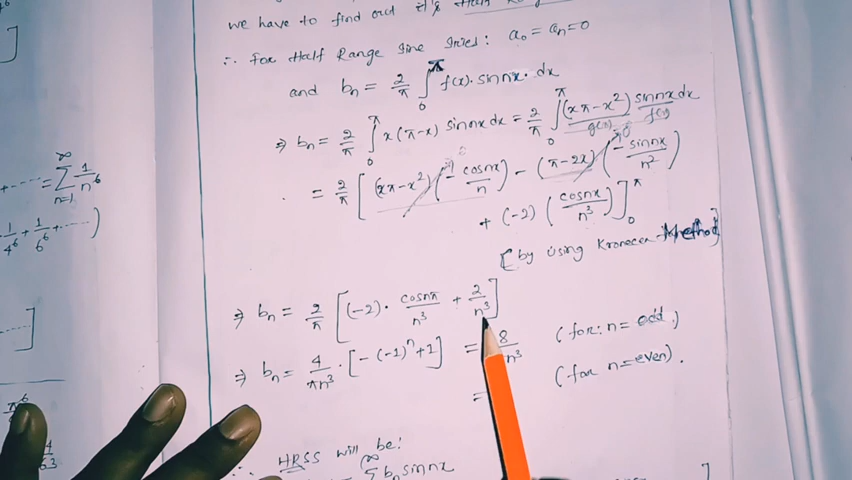 we have to find out it's Half
∴ For Half Range Sine Series: a₀ = aₙ = 0
and bₙ = 2/π ∫₀^π f(x)· sin nx · dx
⇒ bₙ = 2/π ∫₀^π x(π-x) sin nx dx = 2/π ∫₀^π (xπ-x²) sin nx dx
= 2/π [ (xπ-x²) ( - cos nx / n ) - (π-2x) ( - sin nx / n² )
+ (-2) ( cos nx / n³ ) ]₀^π
[by using Kronecer Method]
⇒ bₙ = 2/π [ (-2) · cos nπ / n³ + 2/n³ ]
⇒ bₙ = 4/πn³ · [ -(-1)ⁿ + 1 ] = 8/ n³ (for: n = odd.)
= (for n = even).
∴ HRSS will be:
∞
Σ bₙ sin nx
----- = ∑_{n=1}^∞ 1/n⁶
1/4⁶ + 1/6⁶ + ----- )
π⁶